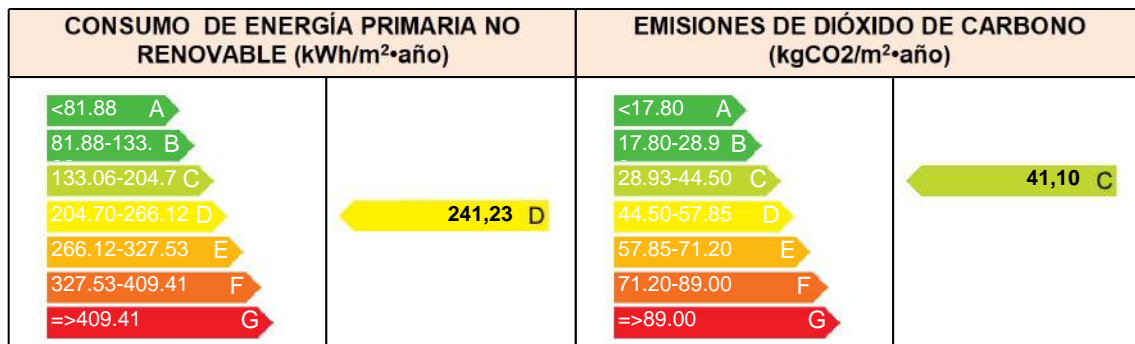 CONSUMO DE ENERGÍA PRIMARIA NO
RENOVABLE (kWh/m²•año)
<81.88 A
81.88-133. B
133.06-204.7 C
204.70-266.12 D
266.12-327.53 E
327.53-409.41 F
=>409.41 G
241,23 D
EMISIONES DE DIÓXIDO DE CARBONO
(kgCO2/m²•año)
<17.80 A
17.80-28.9 B
28.93-44.50 C
44.50-57.85 D
57.85-71.20 E
71.20-89.00 F
=>89.00 G
41,10 C